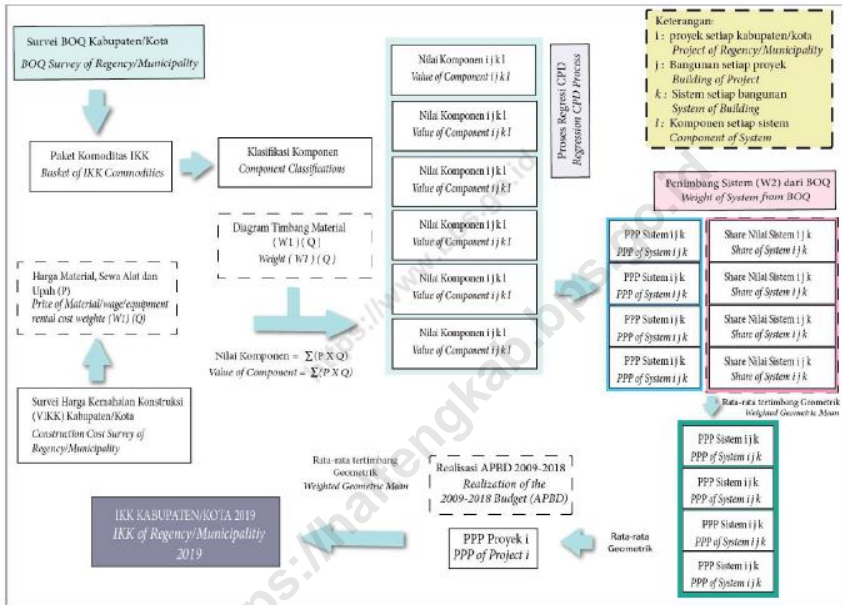 Survei BOQ Kabupaten/Kota
BOQ Survey of Regency/Municipality
Paket Komoditas IKK
Basket of IKK Commodities
Klasifikasi Komponen
Component Classifications
Diagram Timbang Material
(W1) (Q)
Weight (W1) (Q)
Harga Material, Sewa Alat dan
Upah (P)
Price of Material/wage/equipment
rental cost weighte (W1) (Q)
Nilai Komponen = ∑(P X Q)
Value of Component = ∑(P X Q)
Survei Harga Kemahalan Konstruksi
(VIKK) Kabupaten/Kota
Construction Cost Survey of
Regency/Municipality
Nilai Komponen i j k l
Value of Component i j k l
Nilai Komponen i j k l
Value of Component i j k l
Nilai Komponen i j k l
Value of Component i j k l
Nilai Komponen i j k l
Value of Component i j k l
Nilai Komponen i j k l
Value of Component i j k l
Nilai Komponen i j k l
Value of Component i j k l
Proses Regresi CPD
Regression CPD Process
Keterangan:
i : proyek setiap kabupaten/kota
Project of Regency/Municipality
j : Bangunan setiap proyek
Building of Project
k : Sistem setiap bangunan
System of Building
l : Komponen setiap sistem
Component of System
Penimbang Sistem (W2) dari BOQ
Weight of System from BOQ
PPP Sistem i j k
PPP of System i j k
PPP Sistem i j k
PPP of System i j k
PPP Sistem i j k
PPP of System i j k
PPP Sistem i j k
PPP of System i j k
Share Nilai Sistem i j k
Share of System i j k
Share Nilai Sistem i j k
Share of System i j k
Share Nilai Sistem i j k
Share of System i j k
Share Nilai Sistem i j k
Share of System i j k
Rata-rata tertimbang Geometrik
Weighted Geometric Mean
PPP Sistem i j k
PPP of System i j k
PPP Sistem i j k
PPP of System i j k
PPP Sistem i j k
PPP of System i j k
PPP Sistem i j k
PPP of System i j k
Rata-rata
Geometrik
Realisasi APBD 2009-2018
Realization of the
2009-2018 Budget (APBD)
PPP Proyek i
PPP of Project i
Rata-rata tertimbang
Geometrik
Weighted Geometric Mean
IKK KABUPATEN/KOTA 2019
IKK of Regency/Municipalitiy
2019
https://haltengkab.bps.go.id